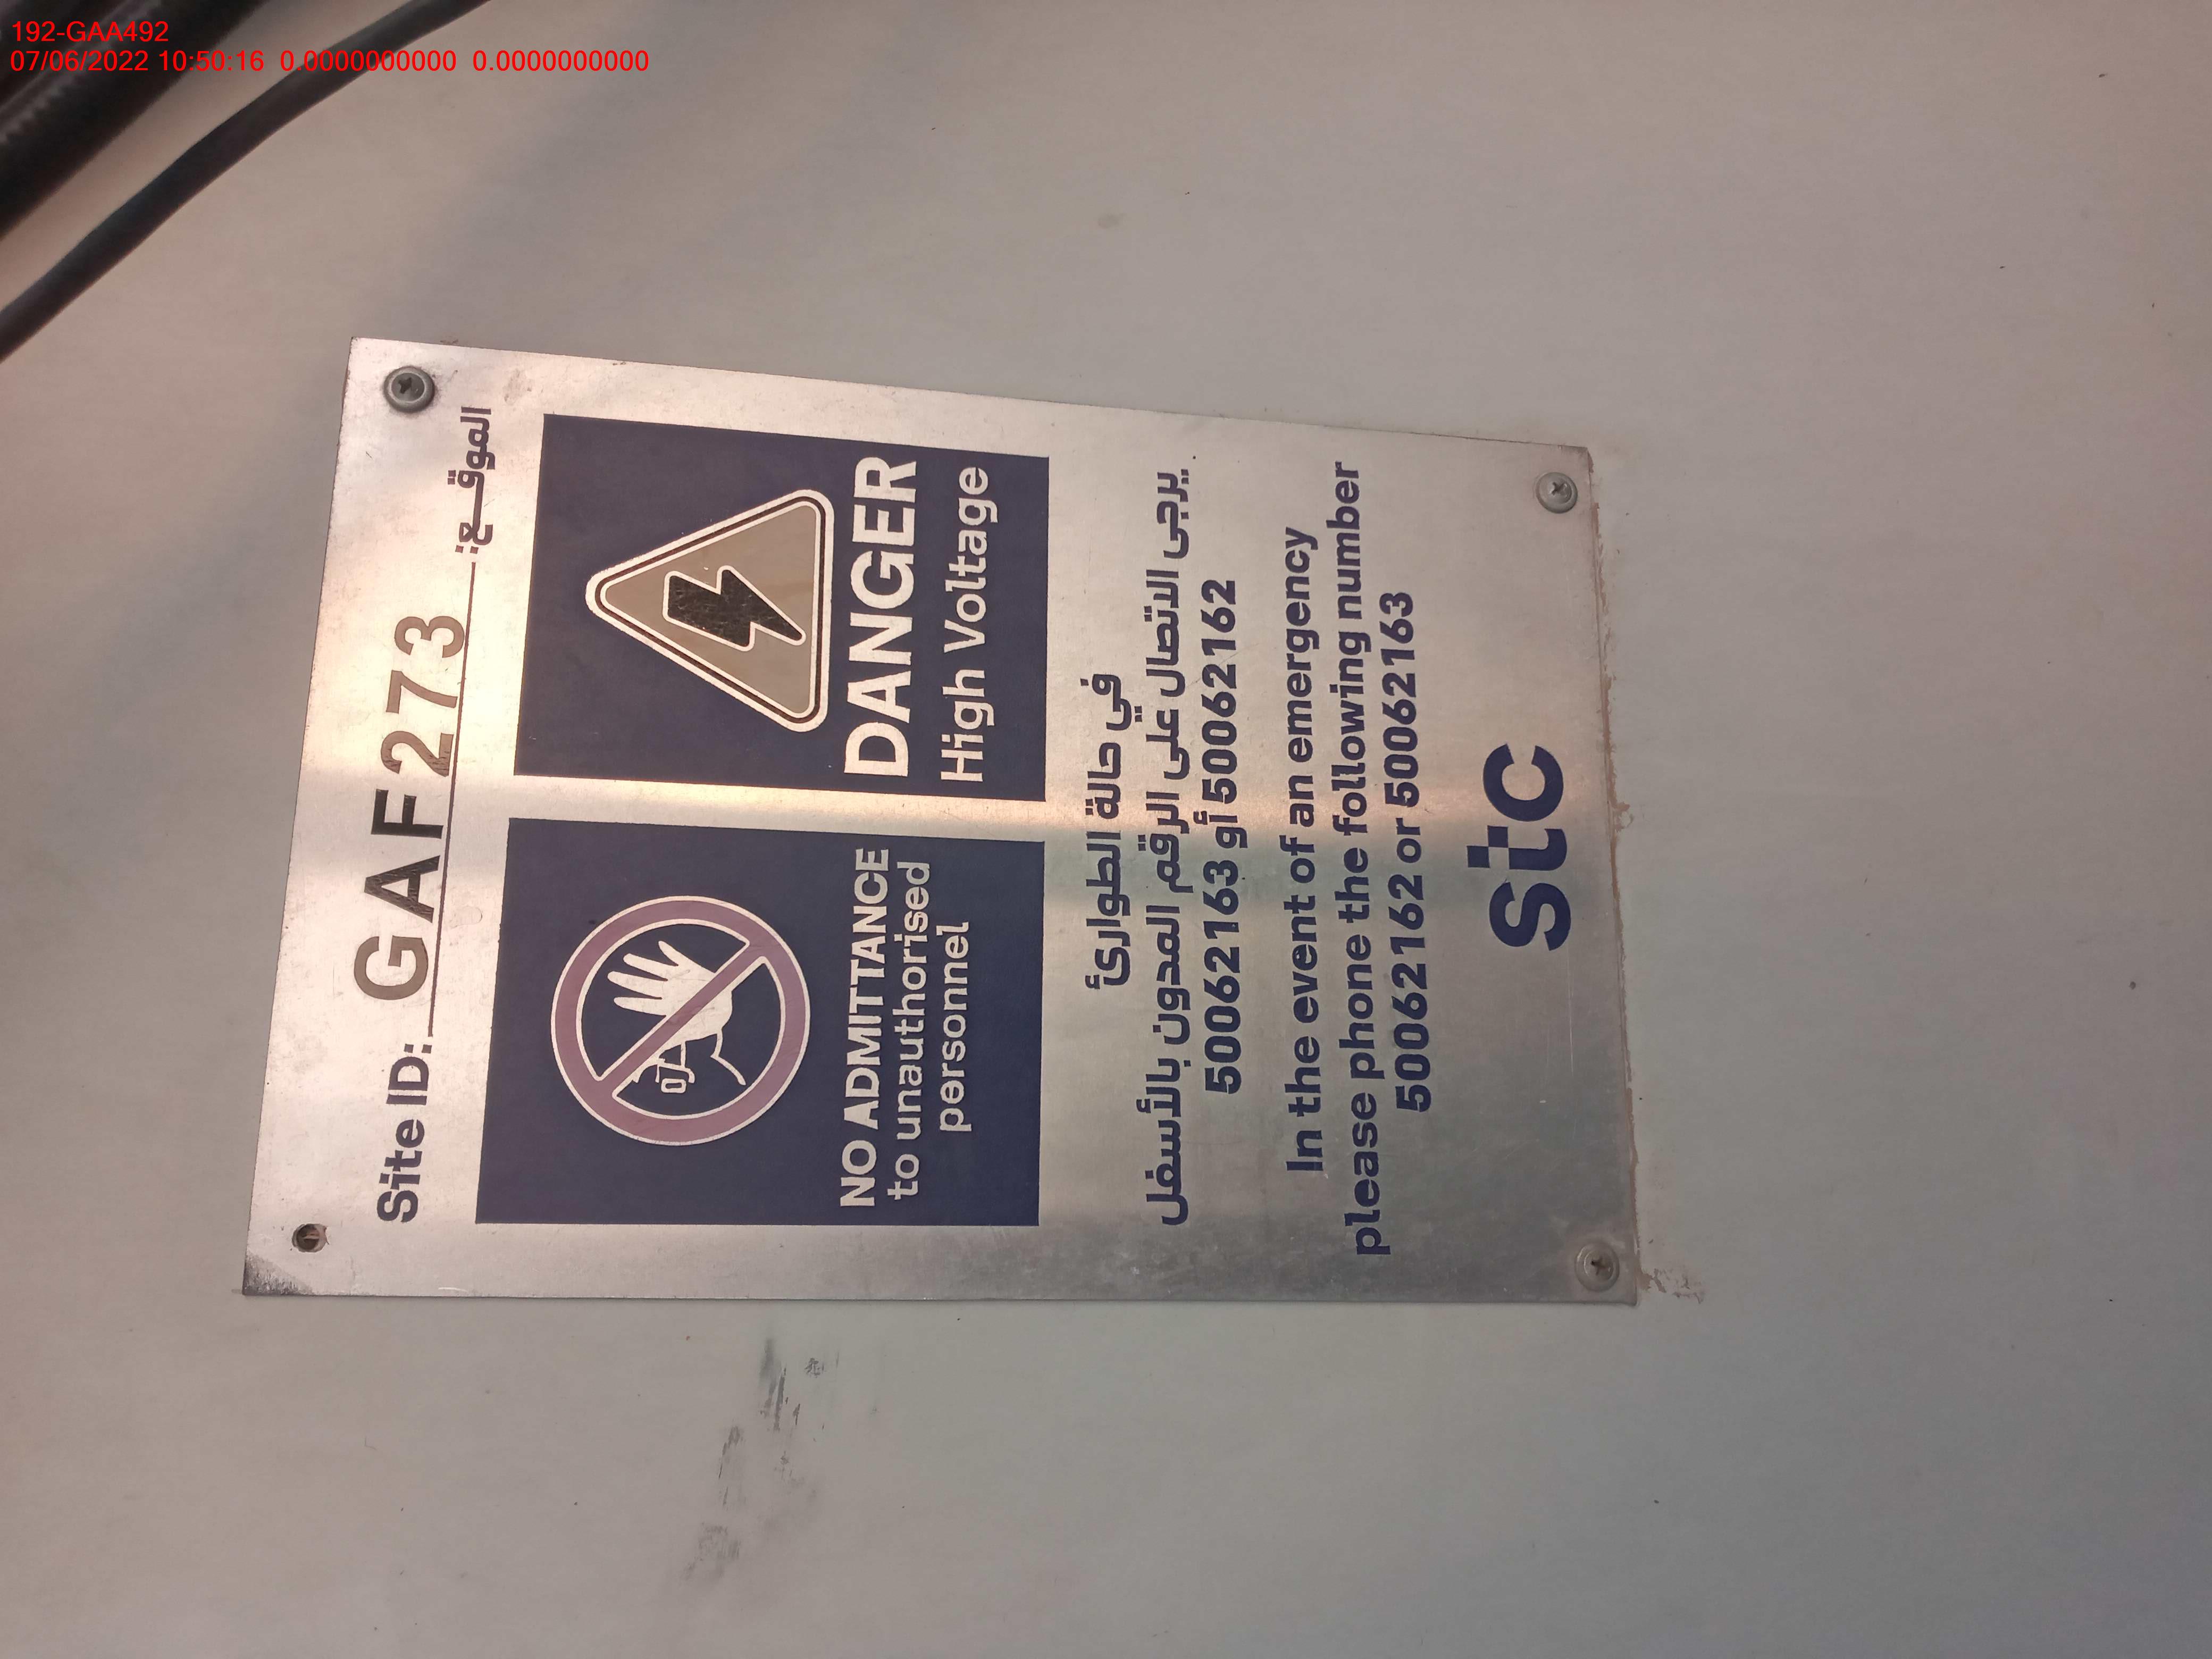 192-GAA492
07/06/2022 10:50:16 0.0000000000 0.0000000000
Site ID: GAF273 الموقـــع:
NO ADMITTANCE
to unauthorised
personnel
DANGER
High Voltage
في حالة الطوارئ
يرجى الاتصال على الرقم المدون بالأسفل
50062162 أو 50062163
In the event of an emergency
please phone the following number
50062162 or 50062163
stc